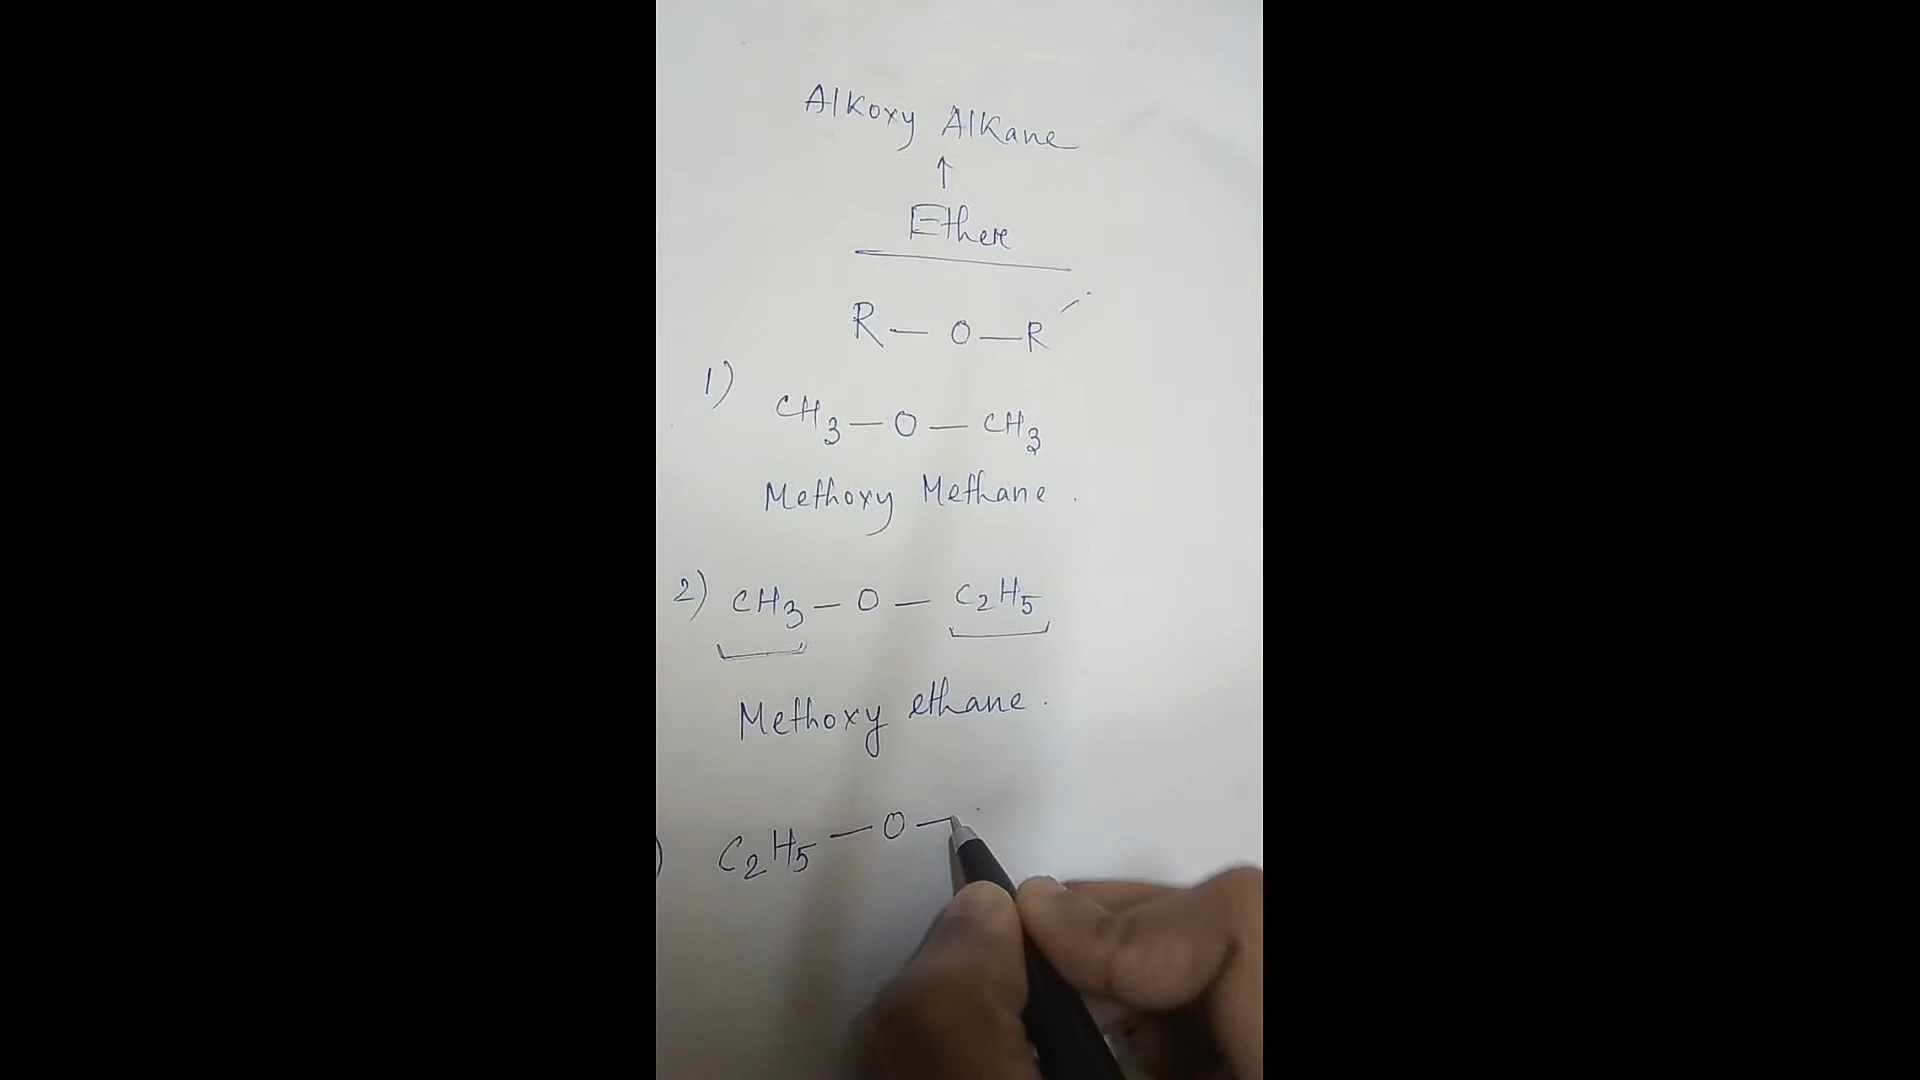 Alkoxy Alkane
↑
Ethere
R — O — R
1)
CH3 — O — CH3
Methoxy Methane.
2) CH3 — O — C2H5
Methoxy ethane.
) C2H5 — O —